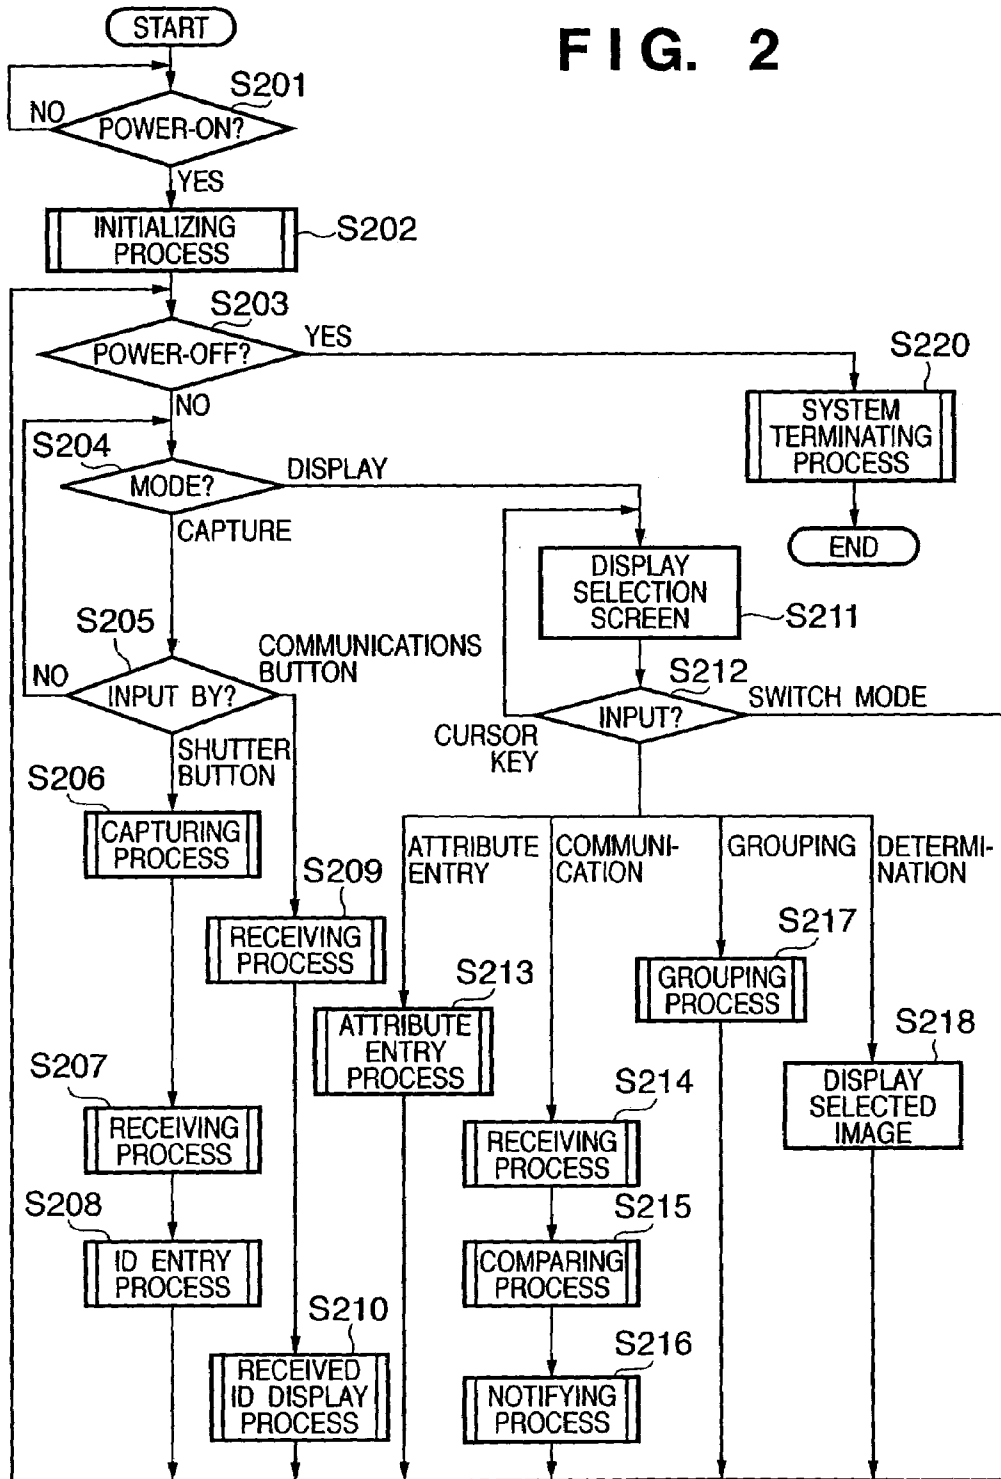 START
FIG. 2
S201
NO
POWER-ON?
YES
INITIALIZING
PROCESS
S202
S203
POWER-OFF?
YES
NO
S220
SYSTEM
TERMINATING
PROCESS
END
S204
MODE?
DISPLAY
CAPTURE
DISPLAY
SELECTION
SCREEN
S211
S205
NO
INPUT BY?
COMMUNICATIONS
BUTTON
SHUTTER
BUTTON
S212
INPUT?
SWITCH MODE
CURSOR
KEY
S206
CAPTURING
PROCESS
S209
RECEIVING
PROCESS
ATTRIBUTE
ENTRY
COMMUNI-
CATION
GROUPING
DETERMI-
NATION
S213
ATTRIBUTE
ENTRY
PROCESS
S217
GROUPING
PROCESS
S218
DISPLAY
SELECTED
IMAGE
S207
RECEIVING
PROCESS
S214
RECEIVING
PROCESS
S208
ID ENTRY
PROCESS
S215
COMPARING
PROCESS
S210
RECEIVED
ID DISPLAY
PROCESS
S216
NOTIFYING
PROCESS